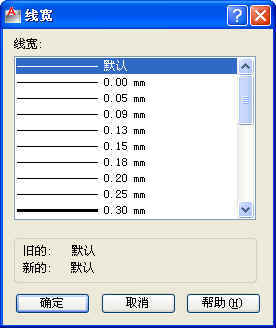 线宽
线宽:
默认
0.00 mm
0.05 mm
0.09 mm
0.13 mm
0.15 mm
0.18 mm
0.20 mm
0.25 mm
0.30 mm
旧的: 默认
新的: 默认
确定 取消 帮助(H)